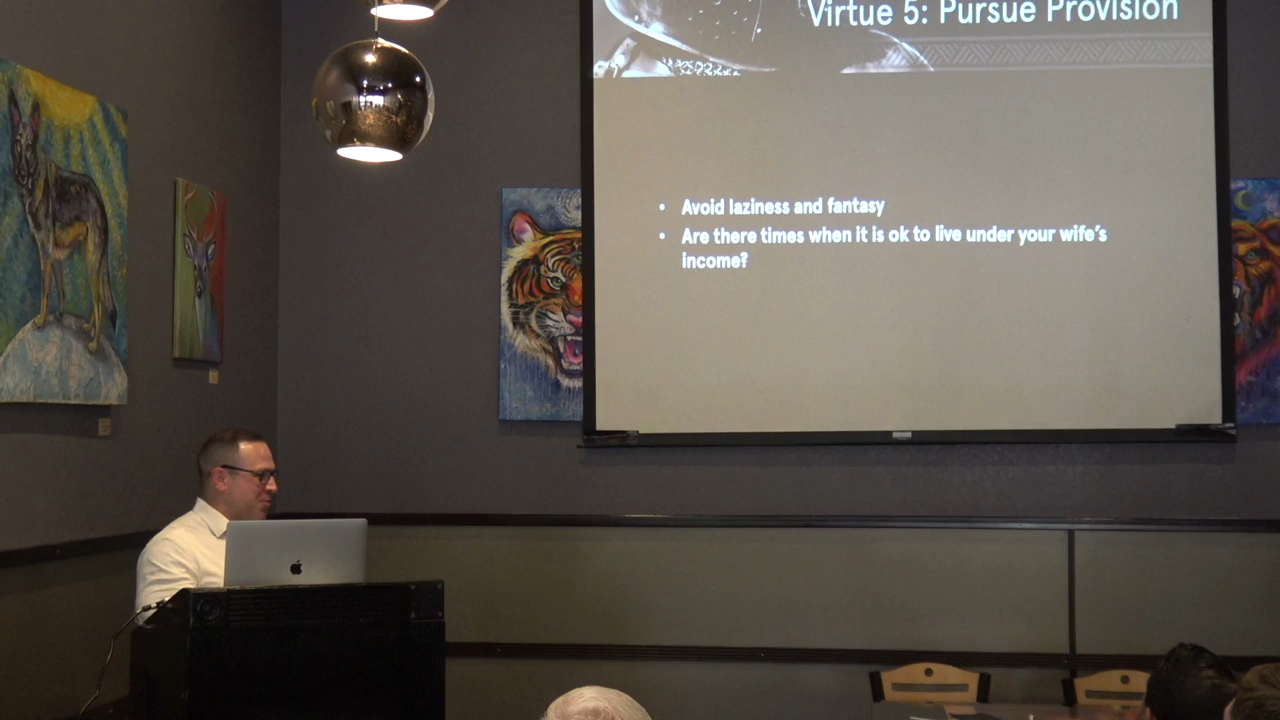 Virtue 5: Pursue Provision
• Avoid laziness and fantasy
• Are there times when it is ok to live under your wife's
income?